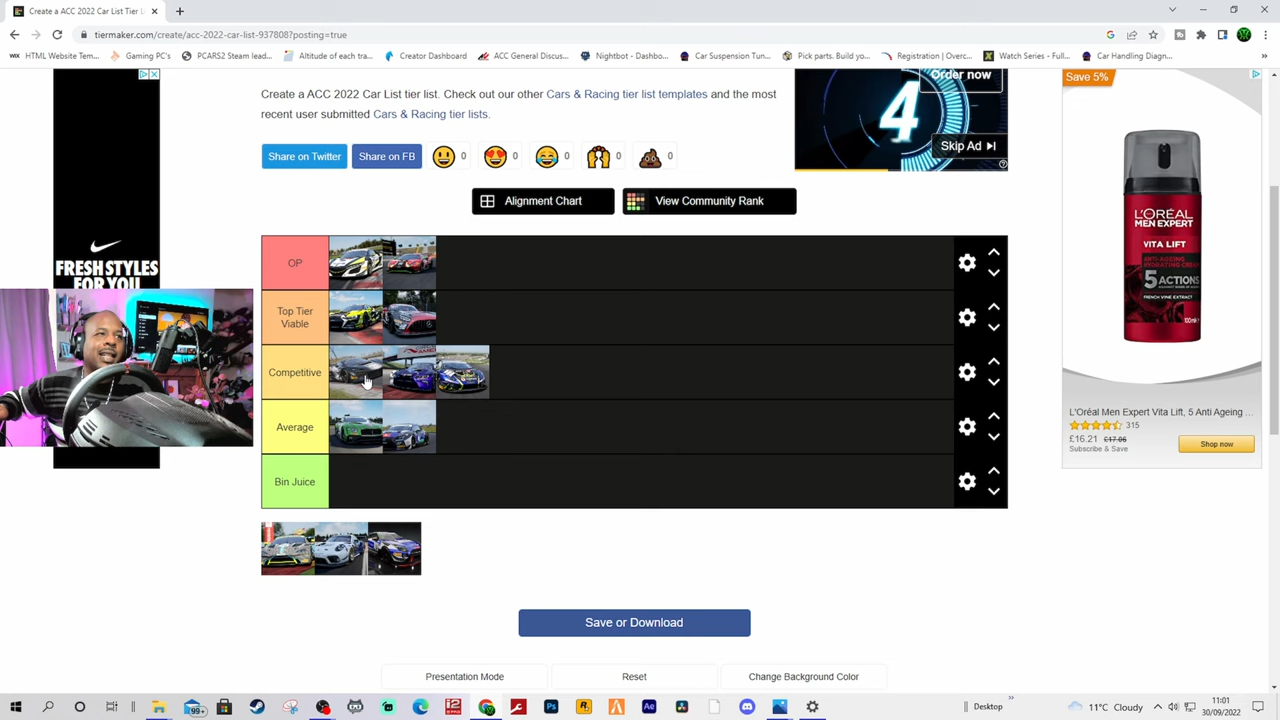 Create a ACC 2022 Car List Tier L
tiermaker.com/create/acc-2022-car-list-937808?posting=true
HTML Website Tem...
Gaming PC's
PCARS2 Steam lead...
Altitude of each tra...
Creator Dashboard
ACC General Discus...
Nightbot - Dashbo...
Car Suspension Tun...
Pick parts. Build yo...
Registration | Overc...
Watch Series - Full...
Car Handling Diagn...
Create a ACC 2022 Car List tier list. Check out our other Cars & Racing tier list templates and the most
recent user submitted Cars & Racing tier lists.
Share on Twitter
Share on FB
0
0
0
0
0
Order now
4
Skip Ad
Save 5%
Alignment Chart
View Community Rank
OP
Top Tier
Viable
Competitive
Average
Bin Juice
FRESH STYLES
FOR YOU
L'ORÉAL
MEN EXPERT
VITA LIFT
5 ACTIONS
L'Oréal Men Expert Vita Lift, 5 Anti Ageing ...
315
£16.21 £17.06
Subscribe & Save
Shop now
Save or Download
Presentation Mode
Reset
Change Background Color
99+
Desktop
11°C Cloudy
11:01
30/09/2022